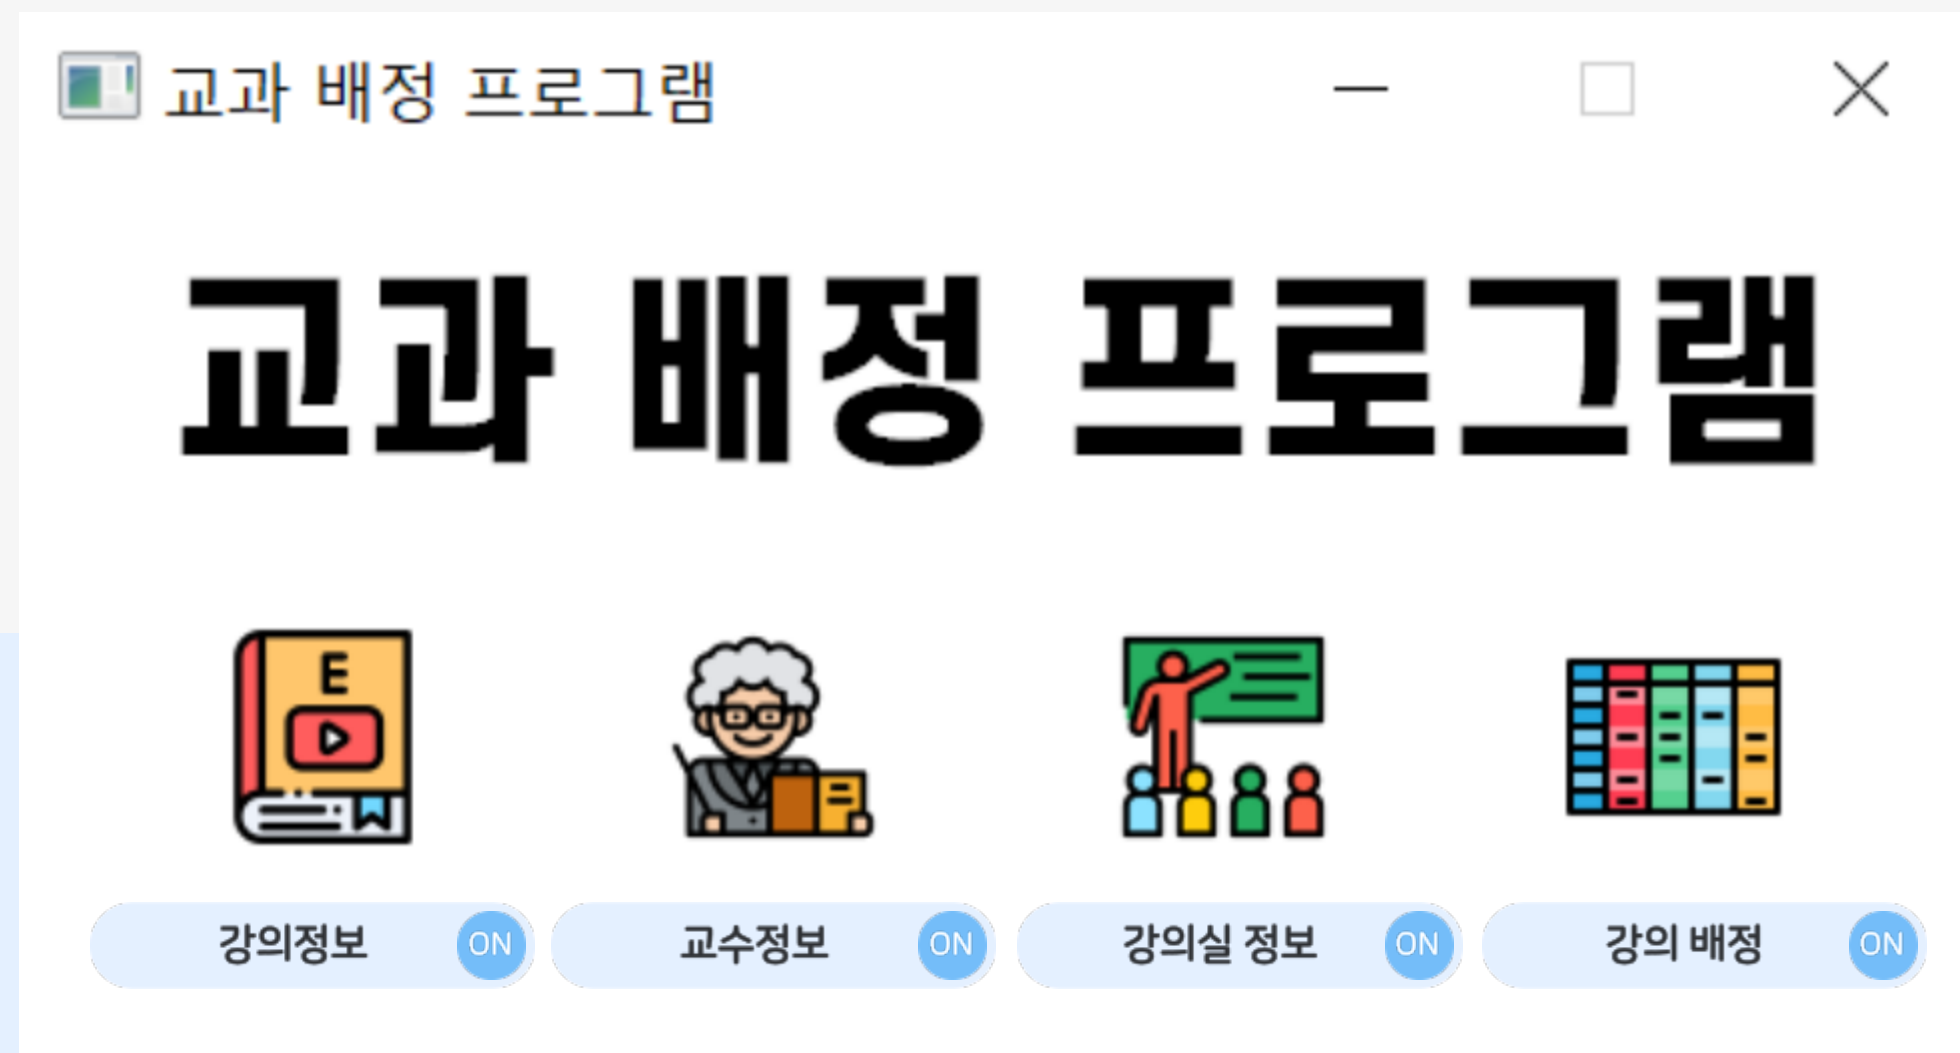 교과 배정 프로그램
교과 배정 프로그램
E
강의정보 ON
교수정보 ON
강의실 정보 ON
강의 배정 ON